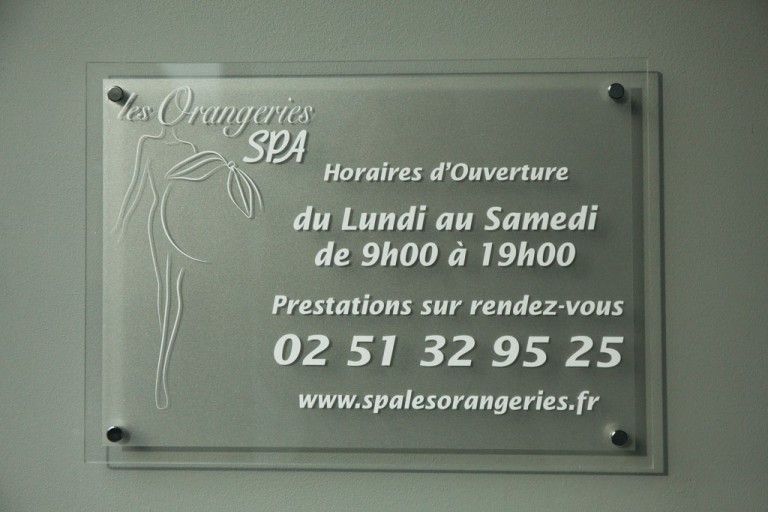 les Orangeries
SPA
Horaires d'Ouverture
du Lundi au Samedi
de 9h00 à 19h00
Prestations sur rendez-vous
02 51 32 95 25
www.spalesorangeries.fr